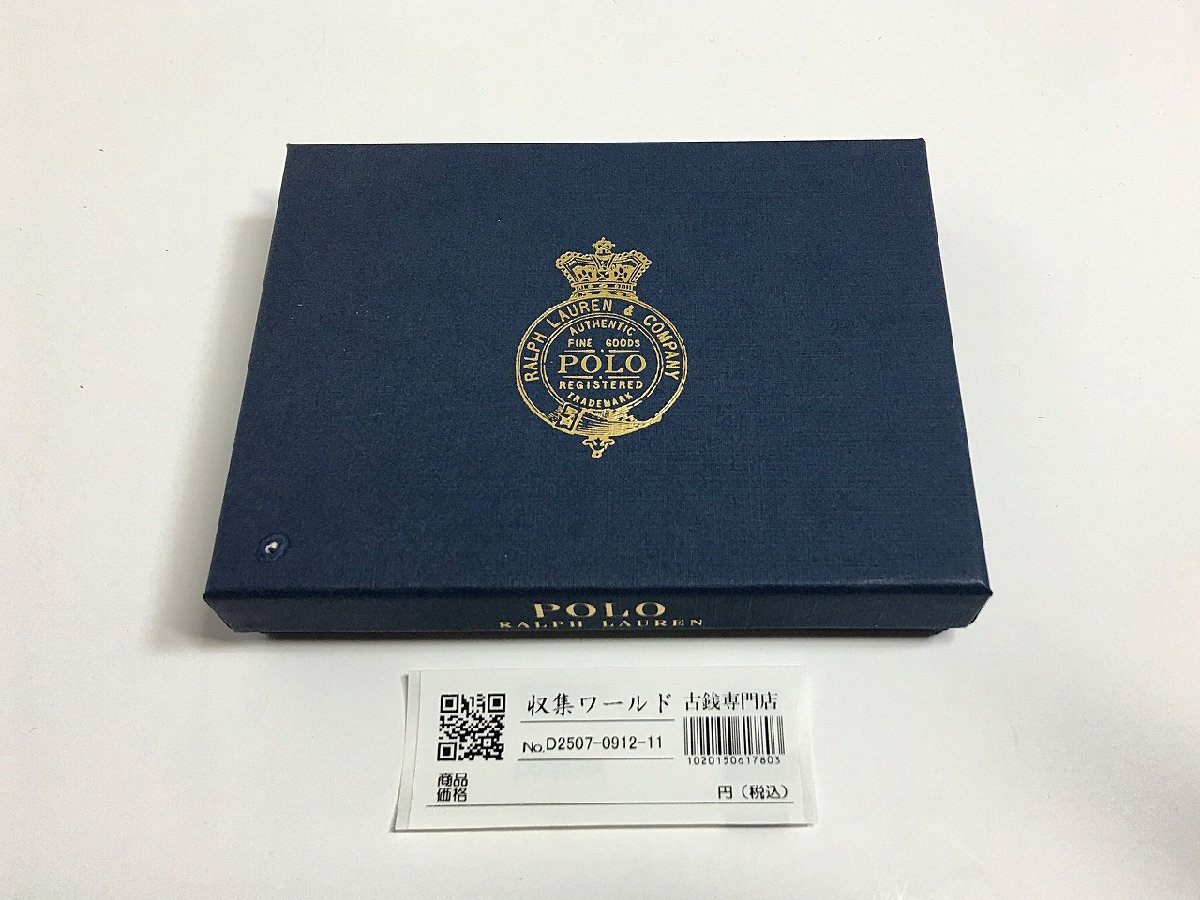 RALPH LAUREN & COMPANY
AUTHENTIC
FINE GOODS
POLO
REGISTERED
TRADEMARK
POLO
RALPH LAUREN
収集ワールド 古銭専門店
No.D2507-0912-11
1020150617603
商品
価格
円(税込)